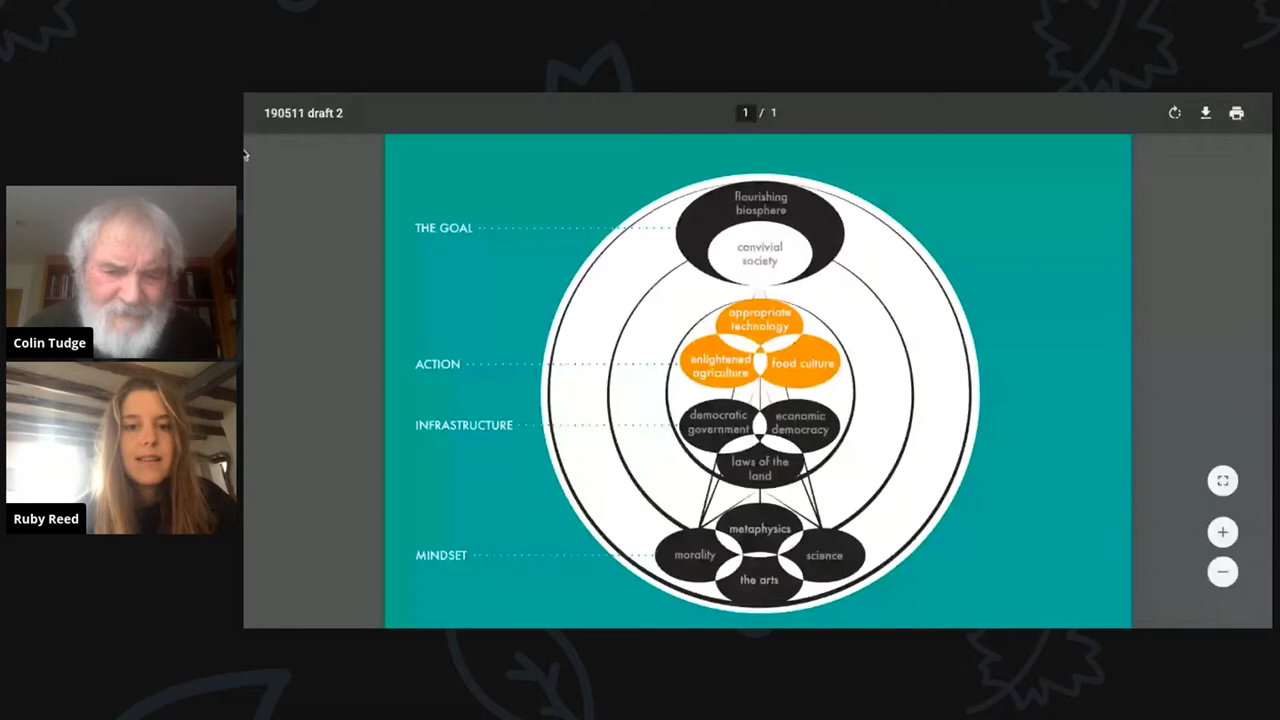 190511 draft 2
1 / 1
THE GOAL
flourishing
biosphere
convivial
society
ACTION
appropriate
technology
enlightened
agriculture
food culture
INFRASTRUCTURE
democratic
government
economic
democracy
laws of the
land
MINDSET
metaphysics
morality
science
the arts
Colin Tudge
Ruby Reed